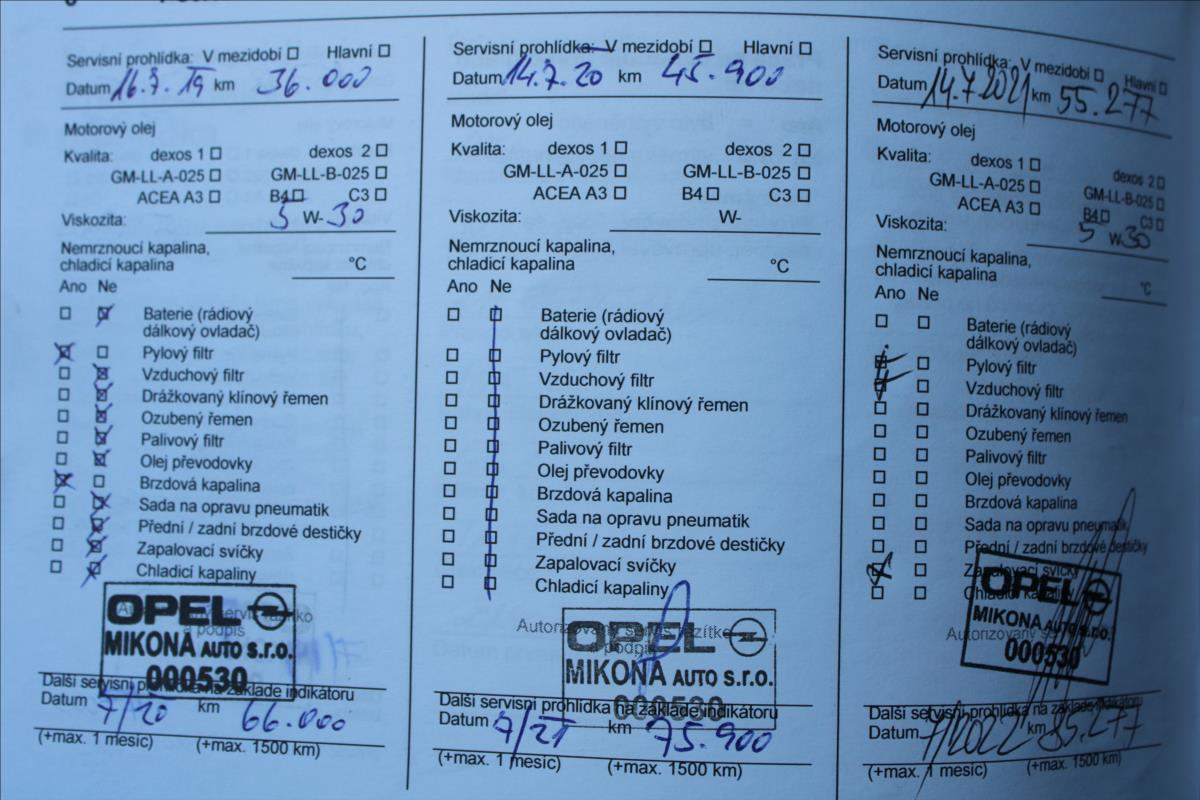 Servisní prohlídka: V mezidobí □ Hlavní □
Datum 16.7.19 km 36.000
Motorový olej
Kvalita: dexos 1 □ dexos 2 □
GM-LL-A-025 □ GM-LL-B-025 □
ACEA A3 □ B4 □ C3 □
Viskozita: 5 W-30
Nemrznoucí kapalina,
chladicí kapalina °C
Ano Ne
Baterie (rádiový
dálkový ovladač)
Pylový filtr
Vzduchový filtr
Drážkovaný klínový řemen
Ozubený řemen
Palivový filtr
Olej převodovky
Brzdová kapalina
Sada na opravu pneumatik
Přední / zadní brzdové destičky
Zapalovací svíčky
Chladicí kapaliny
OPEL
MIKONA AUTO s.r.o.
000530
Další servisní prohlídka na základe indikátoru
Datum 7/20 km 66.000
(+max. 1 mesíc) (+max. 1500 km)
Servisní prohlídka: V mezidobí □ Hlavní □
Datum 14.7.20 km 45.900
Motorový olej
Kvalita: dexos 1 □ dexos 2 □
GM-LL-A-025 □ GM-LL-B-025 □
ACEA A3 □ B4 □ C3 □
Viskozita: W-
Nemrznoucí kapalina,
chladicí kapalina °C
Ano Ne
Baterie (rádiový
dálkový ovladač)
Pylový filtr
Vzduchový filtr
Drážkovaný klínový řemen
Ozubený řemen
Palivový filtr
Olej převodovky
Brzdová kapalina
Sada na opravu pneumatik
Přední / zadní brzdové destičky
Zapalovací svíčky
Chladicí kapaliny
OPEL
MIKONA AUTO s.r.o.
000530
Další servisní prohlídka na základe indikátoru
Datum 7/21 km 75.900
(+max. 1 mesíc) (+max. 1500 km)
Servisní prohlídka: V mezidobí □ Hlavní □
Datum 14.7.2021 km 55.277
Motorový olej
Kvalita: dexos 1 □ dexos 2 □
GM-LL-A-025 □ GM-LL-B-025 □
ACEA A3 □ B4 □ C3 □
Viskozita: 5 W-30
Nemrznoucí kapalina,
chladicí kapalina °C
Ano Ne
Baterie (rádiový
dálkový ovladač)
Pylový filtr
Vzduchový filtr
Drážkovaný klínový řemen
Ozubený řemen
Palivový filtr
Olej převodovky
Brzdová kapalina
Sada na opravu pneumatik
Přední / zadní brzdové destičky
Zapalovací svíčky
Chladicí kapaliny
OPEL
MIKONA AUTO s.r.o.
000530
Další servisní prohlídka na základe indikátoru
Datum 7/2022 km 85.277
(+max. 1 mesíc) (+max. 1500 km)